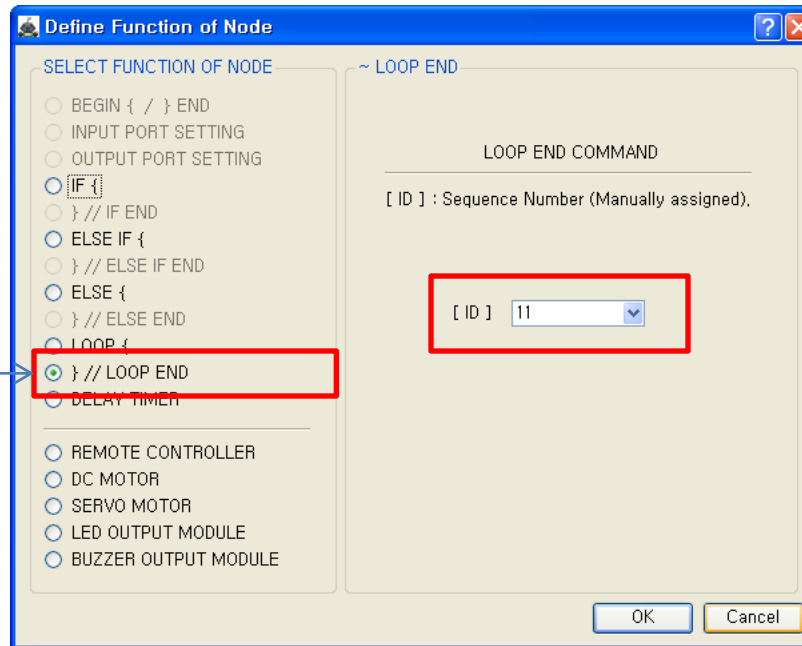 Define Function of Node
SELECT FUNCTION OF NODE
BEGIN { / } END
INPUT PORT SETTING
OUTPUT PORT SETTING
IF {
} // IF END
ELSE IF {
} // ELSE IF END
ELSE {
} // ELSE END
LOOP {
} // LOOP END
DELAY TIMER
REMOTE CONTROLLER
DC MOTOR
SERVO MOTOR
LED OUTPUT MODULE
BUZZER OUTPUT MODULE
~ LOOP END
LOOP END COMMAND
[ ID ] : Sequence Number (Manually assigned),
[ ID ] 11
OK Cancel